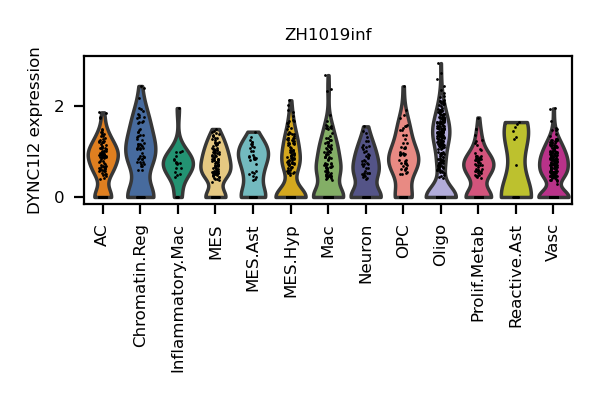 ZH1019inf
DYNC1I2 expression
2
0
AC
Chromatin.Reg
Inflammatory.Mac
MES
MES.Ast
MES.Hyp
Mac
Neuron
OPC
Oligo
Prolif.Metab
Reactive.Ast
Vasc